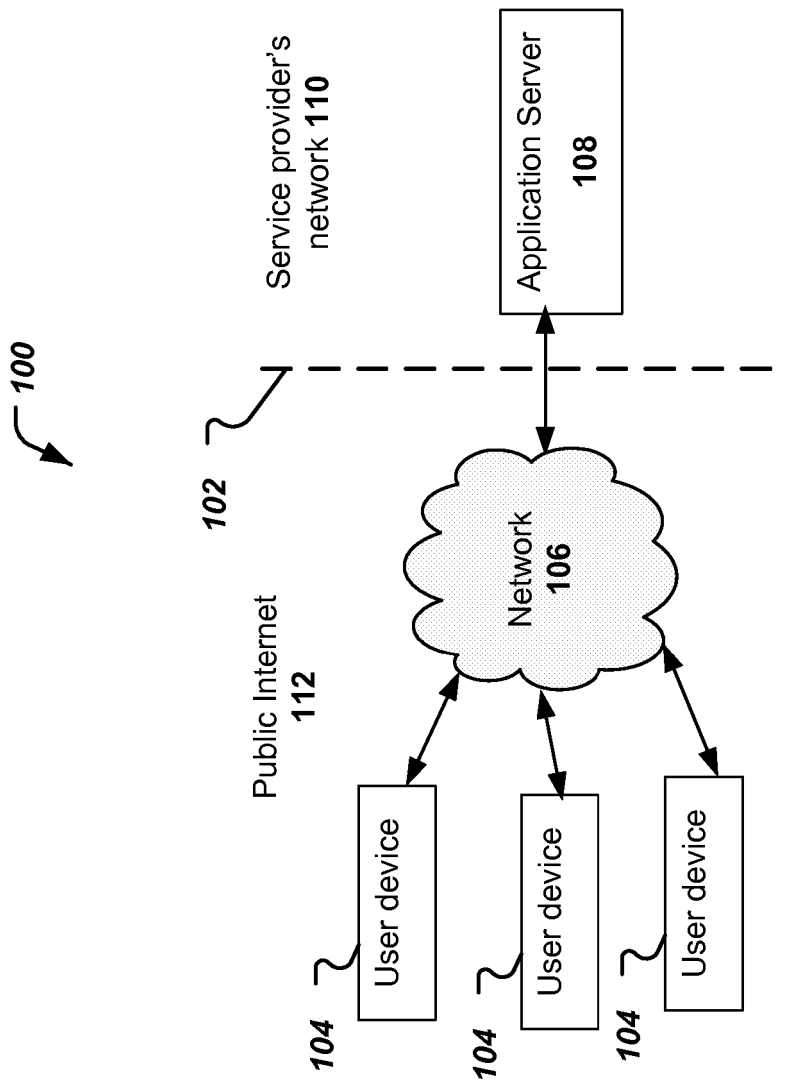 100
102
Public Internet
112
Service provider's
network 110
104
User device
104
User device
104
User device
Network
106
Application Server
108